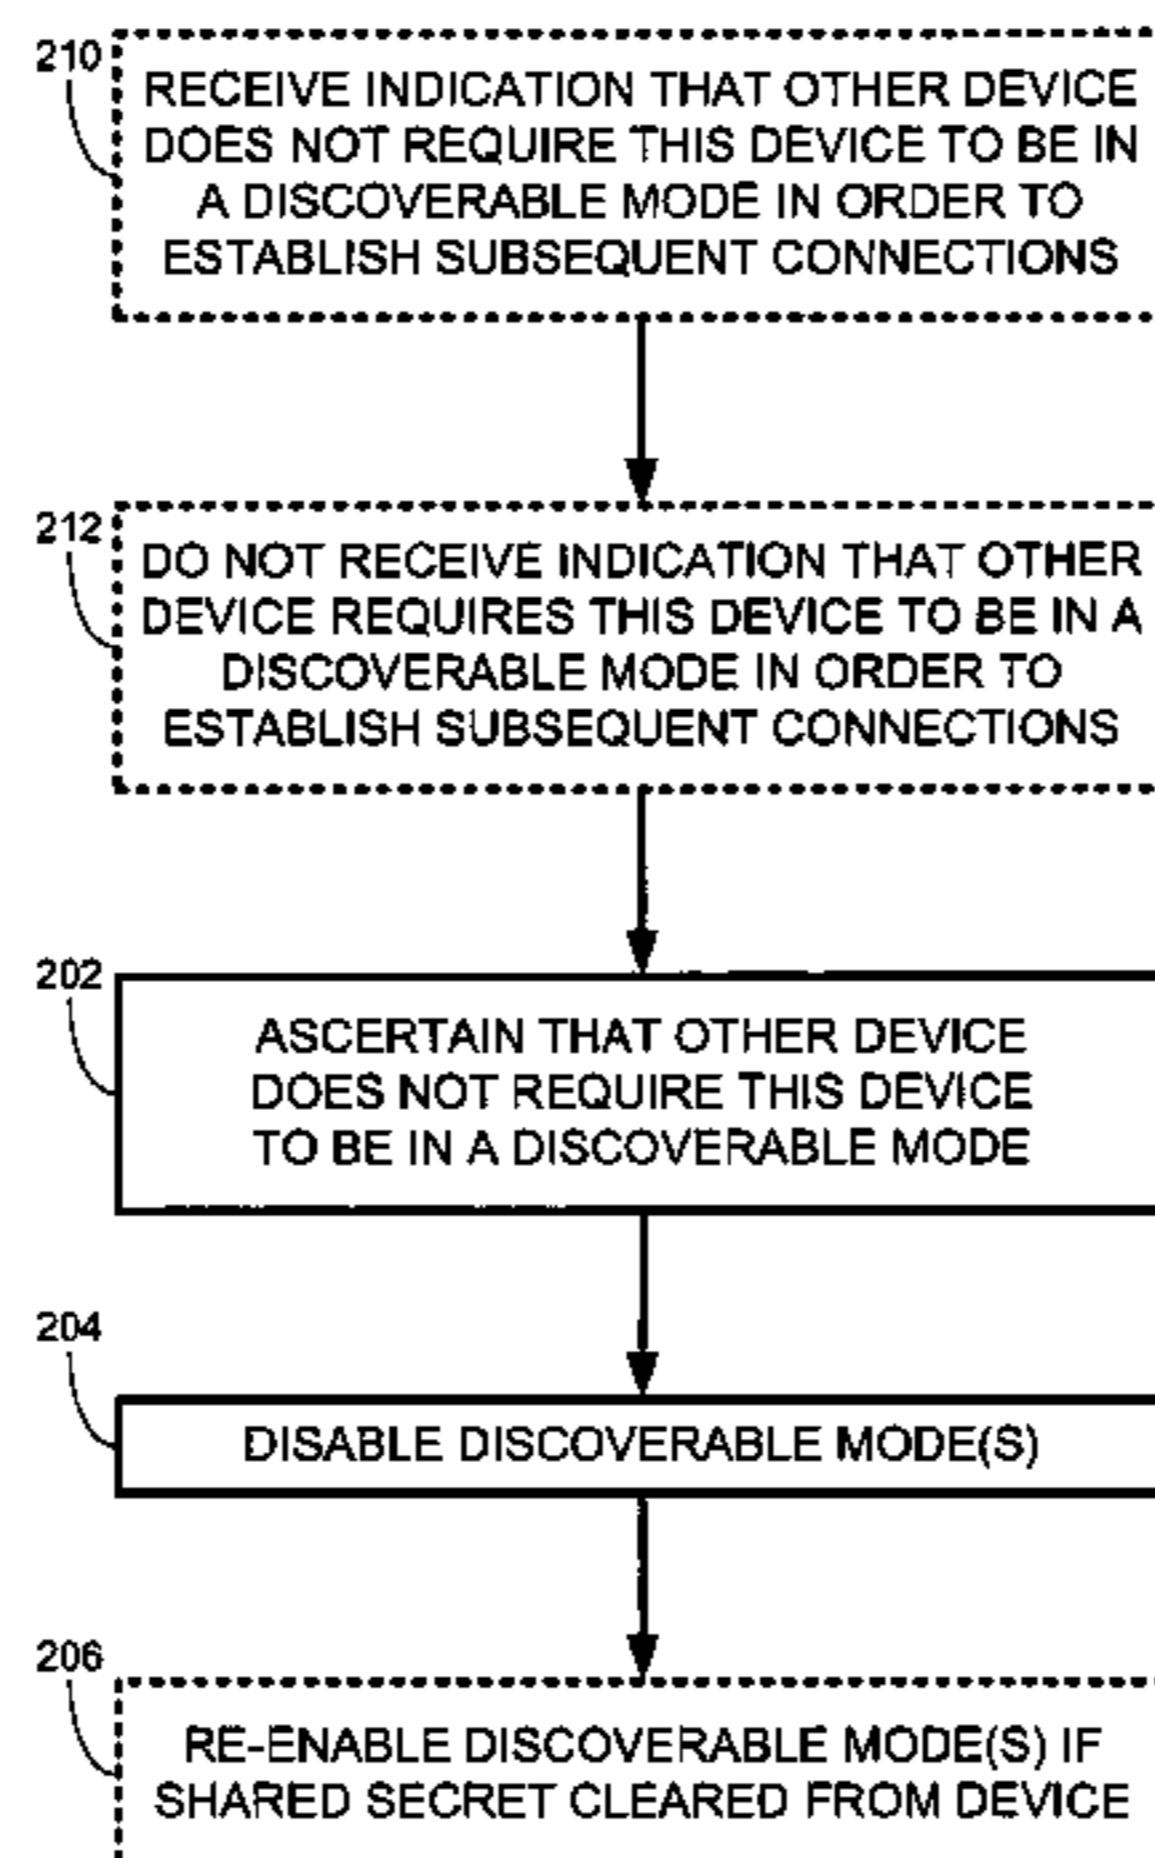 210
RECEIVE INDICATION THAT OTHER DEVICE
DOES NOT REQUIRE THIS DEVICE TO BE IN
A DISCOVERABLE MODE IN ORDER TO
ESTABLISH SUBSEQUENT CONNECTIONS
212
DO NOT RECEIVE INDICATION THAT OTHER
DEVICE REQUIRES THIS DEVICE TO BE IN A
DISCOVERABLE MODE IN ORDER TO
ESTABLISH SUBSEQUENT CONNECTIONS
202
ASCERTAIN THAT OTHER DEVICE
DOES NOT REQUIRE THIS DEVICE
TO BE IN A DISCOVERABLE MODE
204
DISABLE DISCOVERABLE MODE(S)
206
RE-ENABLE DISCOVERABLE MODE(S) IF
SHARED SECRET CLEARED FROM DEVICE